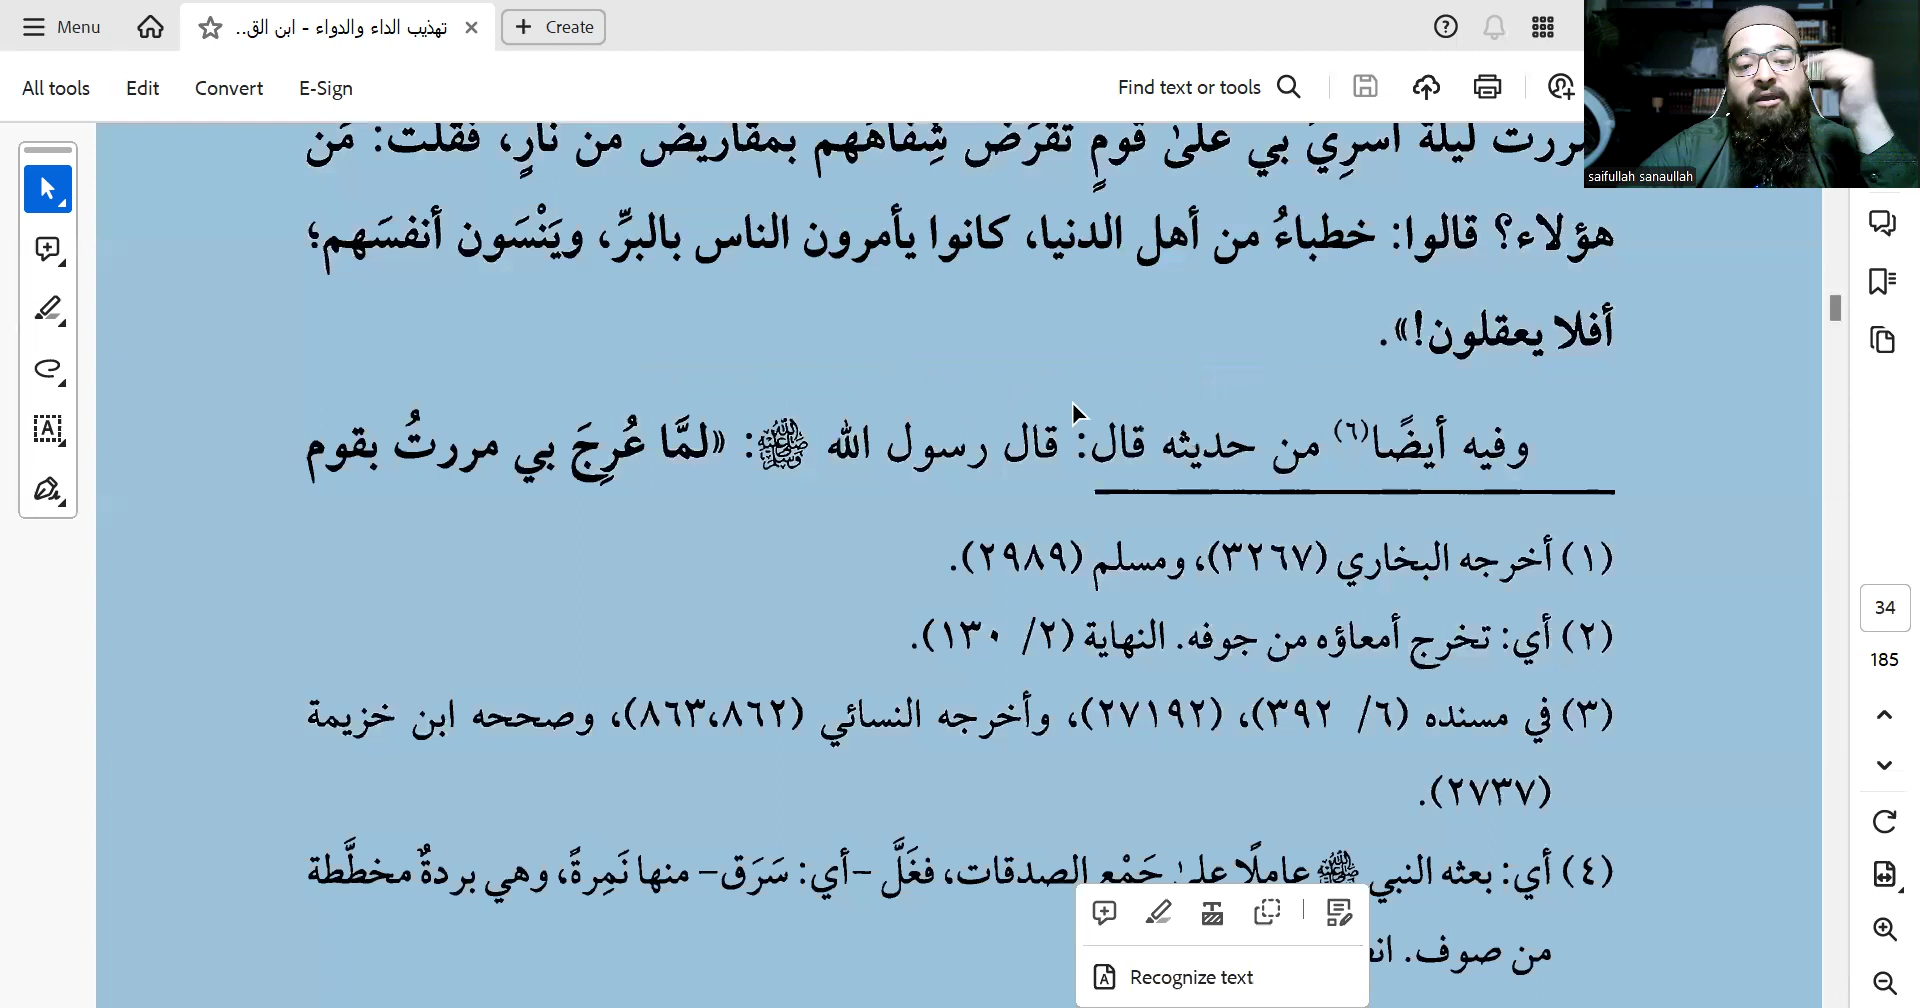 Menu
تهذيب الداء والدواء - ابن الق..
Create
All tools
Edit
Convert
E-Sign
Find text or tools
saifullah sanaullah
ررت ليلة أسرِيَ بي علىٰ قومٍ تُقرَض شِفاهُهم بمقاريض من نارٍ، فقلت: مَن
هؤلاء؟ قالوا: خطباءُ من أهل الدنيا، كانوا يأمرون الناس بالبرِّ، ويَنْسَون أنفسَهم؛
أفلا يعقلون!».
وفيه أيضًا(٦) من حديثه قال: قال رسول الله ﷺ: «لمَّا عُرِجَ بي مررتُ بقوم
(١) أخرجه البخاري (٣٢٦٧)، ومسلم (٢٩٨٩).
(٢) أي: تخرج أمعاؤه من جوفه. النهاية (٢/ ١٣٠).
(٣) في مسنده (٦/ ٣٩٢)، (٢٧١٩٢)، وأخرجه النسائي (٨٦٣،٨٦٢)، وصححه ابن خزيمة
(٢٧٣٧).
(٤) أي: بعثه النبي ﷺ عاملًا علىٰ جَمْع الصدقات، فغَلَّ –أي: سَرَق– منها نَمِرةً، وهي بردةٌ مخطَّطة
من صوف.
34
185
Recognize text